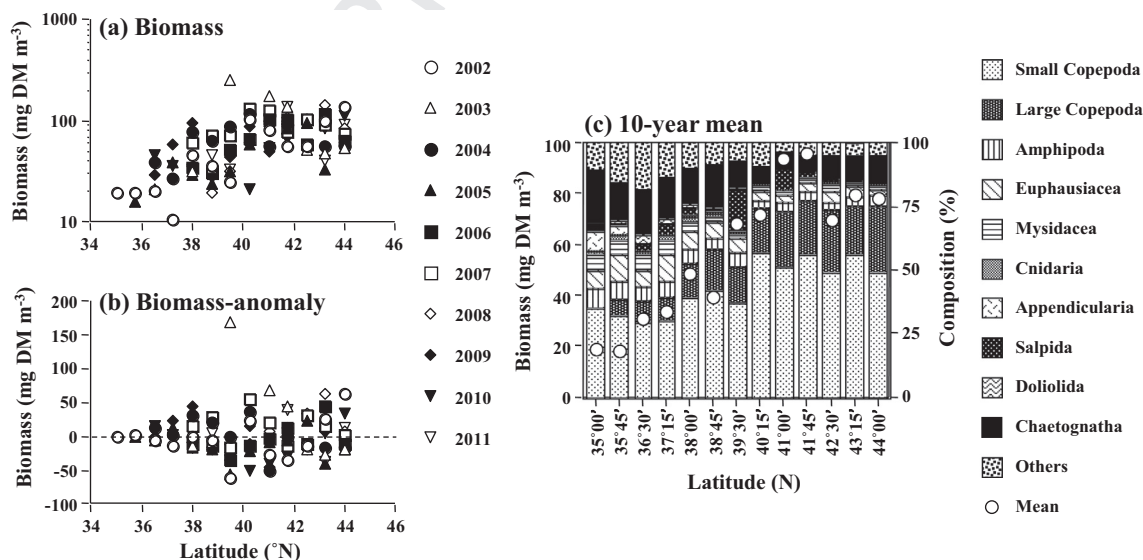 (a) Biomass
Biomass (mg DM m-3)
1000
100
10
34 36 38 40 42 44 46
(b) Biomass-anomaly
Biomass (mg DM m-3)
200
150
100
50
0
-50
-100
34 36 38 40 42 44 46
Latitude (˚N)
2002
2003
2004
2005
2006
2007
2008
2009
2010
2011
(c) 10-year mean
Biomass (mg DM m-3)
100
80
60
40
20
0
Composition (%)
100
75
50
25
0
35˚00' 35˚45' 36˚30' 37˚15' 38˚00' 38˚45' 39˚30' 40˚15' 41˚00' 41˚45' 42˚30' 43˚15' 44˚00'
Latitude (N)
Small Copepoda
Large Copepoda
Amphipoda
Euphausiacea
Mysidacea
Cnidaria
Appendicularia
Salpida
Doliolida
Chaetognatha
Others
Mean